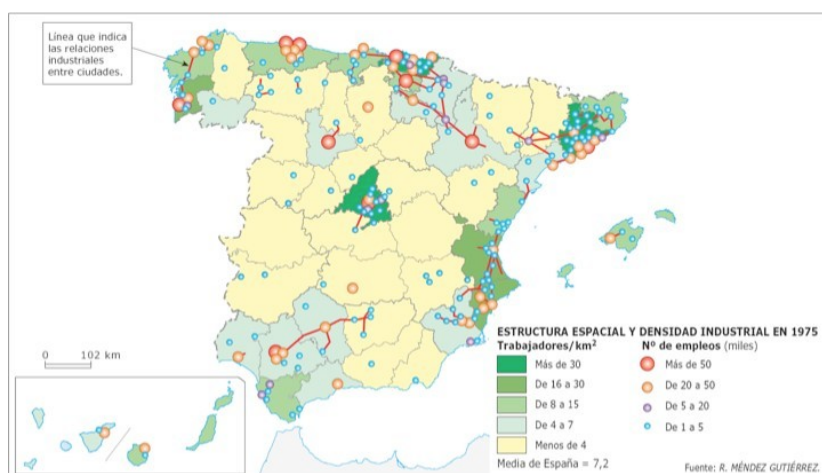 Línea que indica
las relaciones
industriales
entre ciudades.
0 102 km
ESTRUCTURA ESPACIAL Y DENSIDAD INDUSTRIAL EN 1975
Trabajadores/km²
Más de 30
De 16 a 30
De 8 a 15
De 4 a 7
Menos de 4
Media de España = 7,2
Nº de empleos (miles)
Más de 50
De 20 a 50
De 5 a 20
De 1 a 5
Fuente: R. MÉNDEZ GUTIÉRREZ.